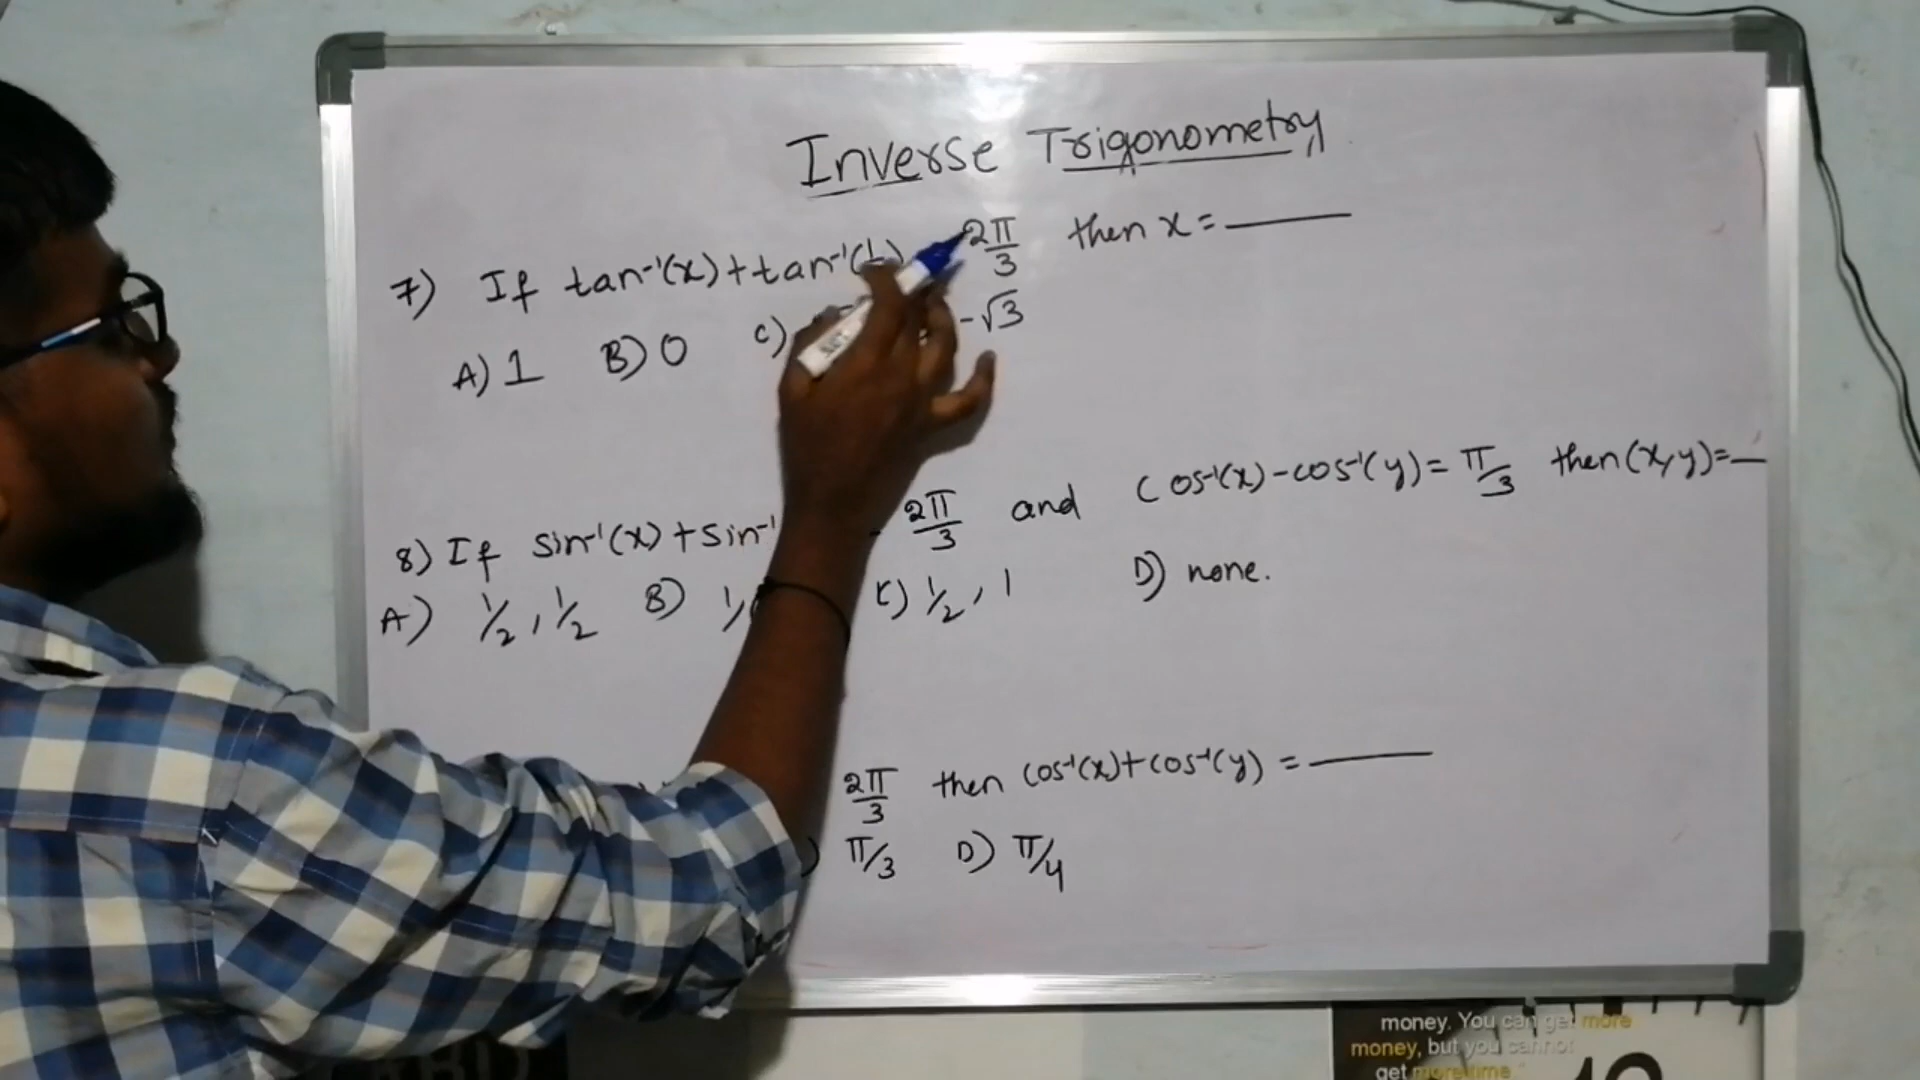 Inverse Trigonometry
7) If tan⁻¹(x)+tan⁻¹( 2π/3 then x = ____
A) 1 B) 0 C) -√3
8) If sin⁻¹(x)+sin⁻¹ 2π/3 and cos⁻¹(x)-cos⁻¹(y)= π/3 then (x,y)=_
A) 1/2, 1/2 B) 1, C) 1/2, 1 D) none.
2π/3 then cos⁻¹(x)+cos⁻¹(y) = ____
) π/3 D) π/4
money. You can get more
money, but you cannot
get more time.